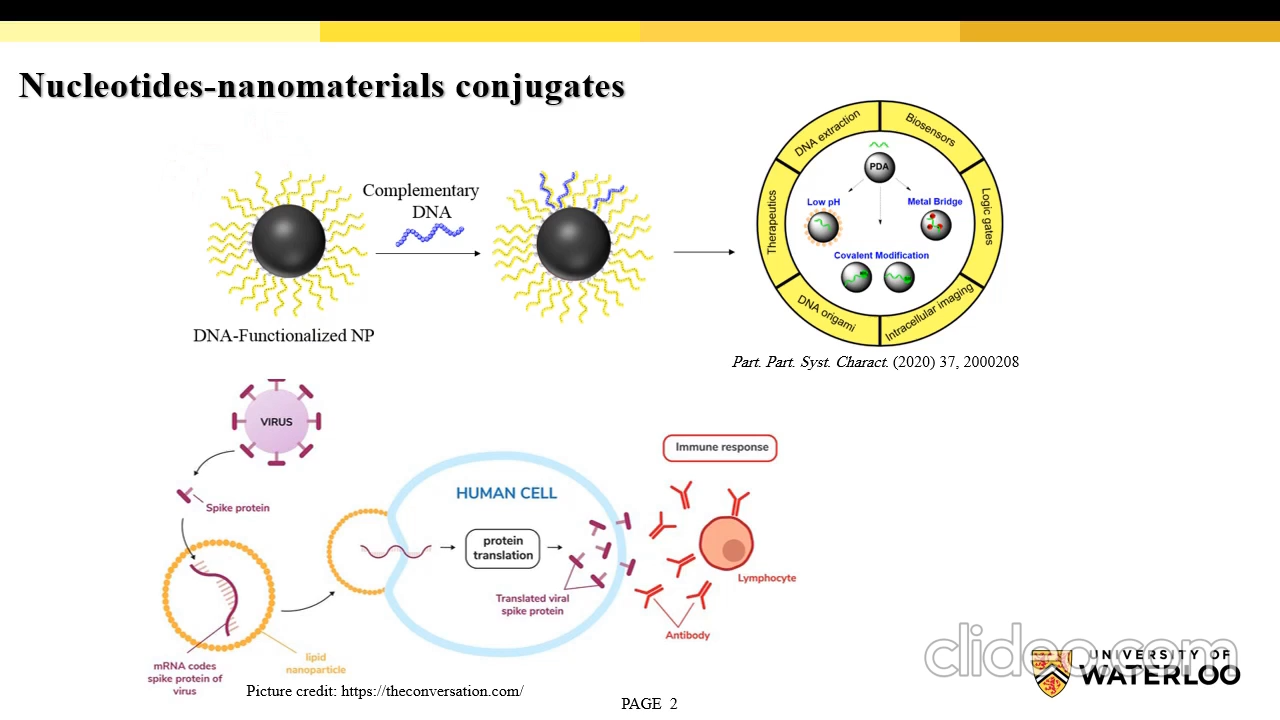 Nucleotides-nanomaterials conjugates
Complementary
DNA
DNA-Functionalized NP
DNA extraction
Biosensors
Therapeutics
Logic gates
DNA origami
Intracellular imaging
PDA
Low pH
Metal Bridge
Covalent Modification
Part. Part. Syst. Charact. (2020) 37, 2000208
VIRUS
Spike protein
mRNA codes
spike protein of
virus
lipid
nanoparticle
HUMAN CELL
protein
translation
Translated viral
spike protein
Immune response
Lymphocyte
Antibody
Picture credit: https://theconversation.com/
PAGE 2
clideo.com
UNIVERSITY OF
WATERLOO